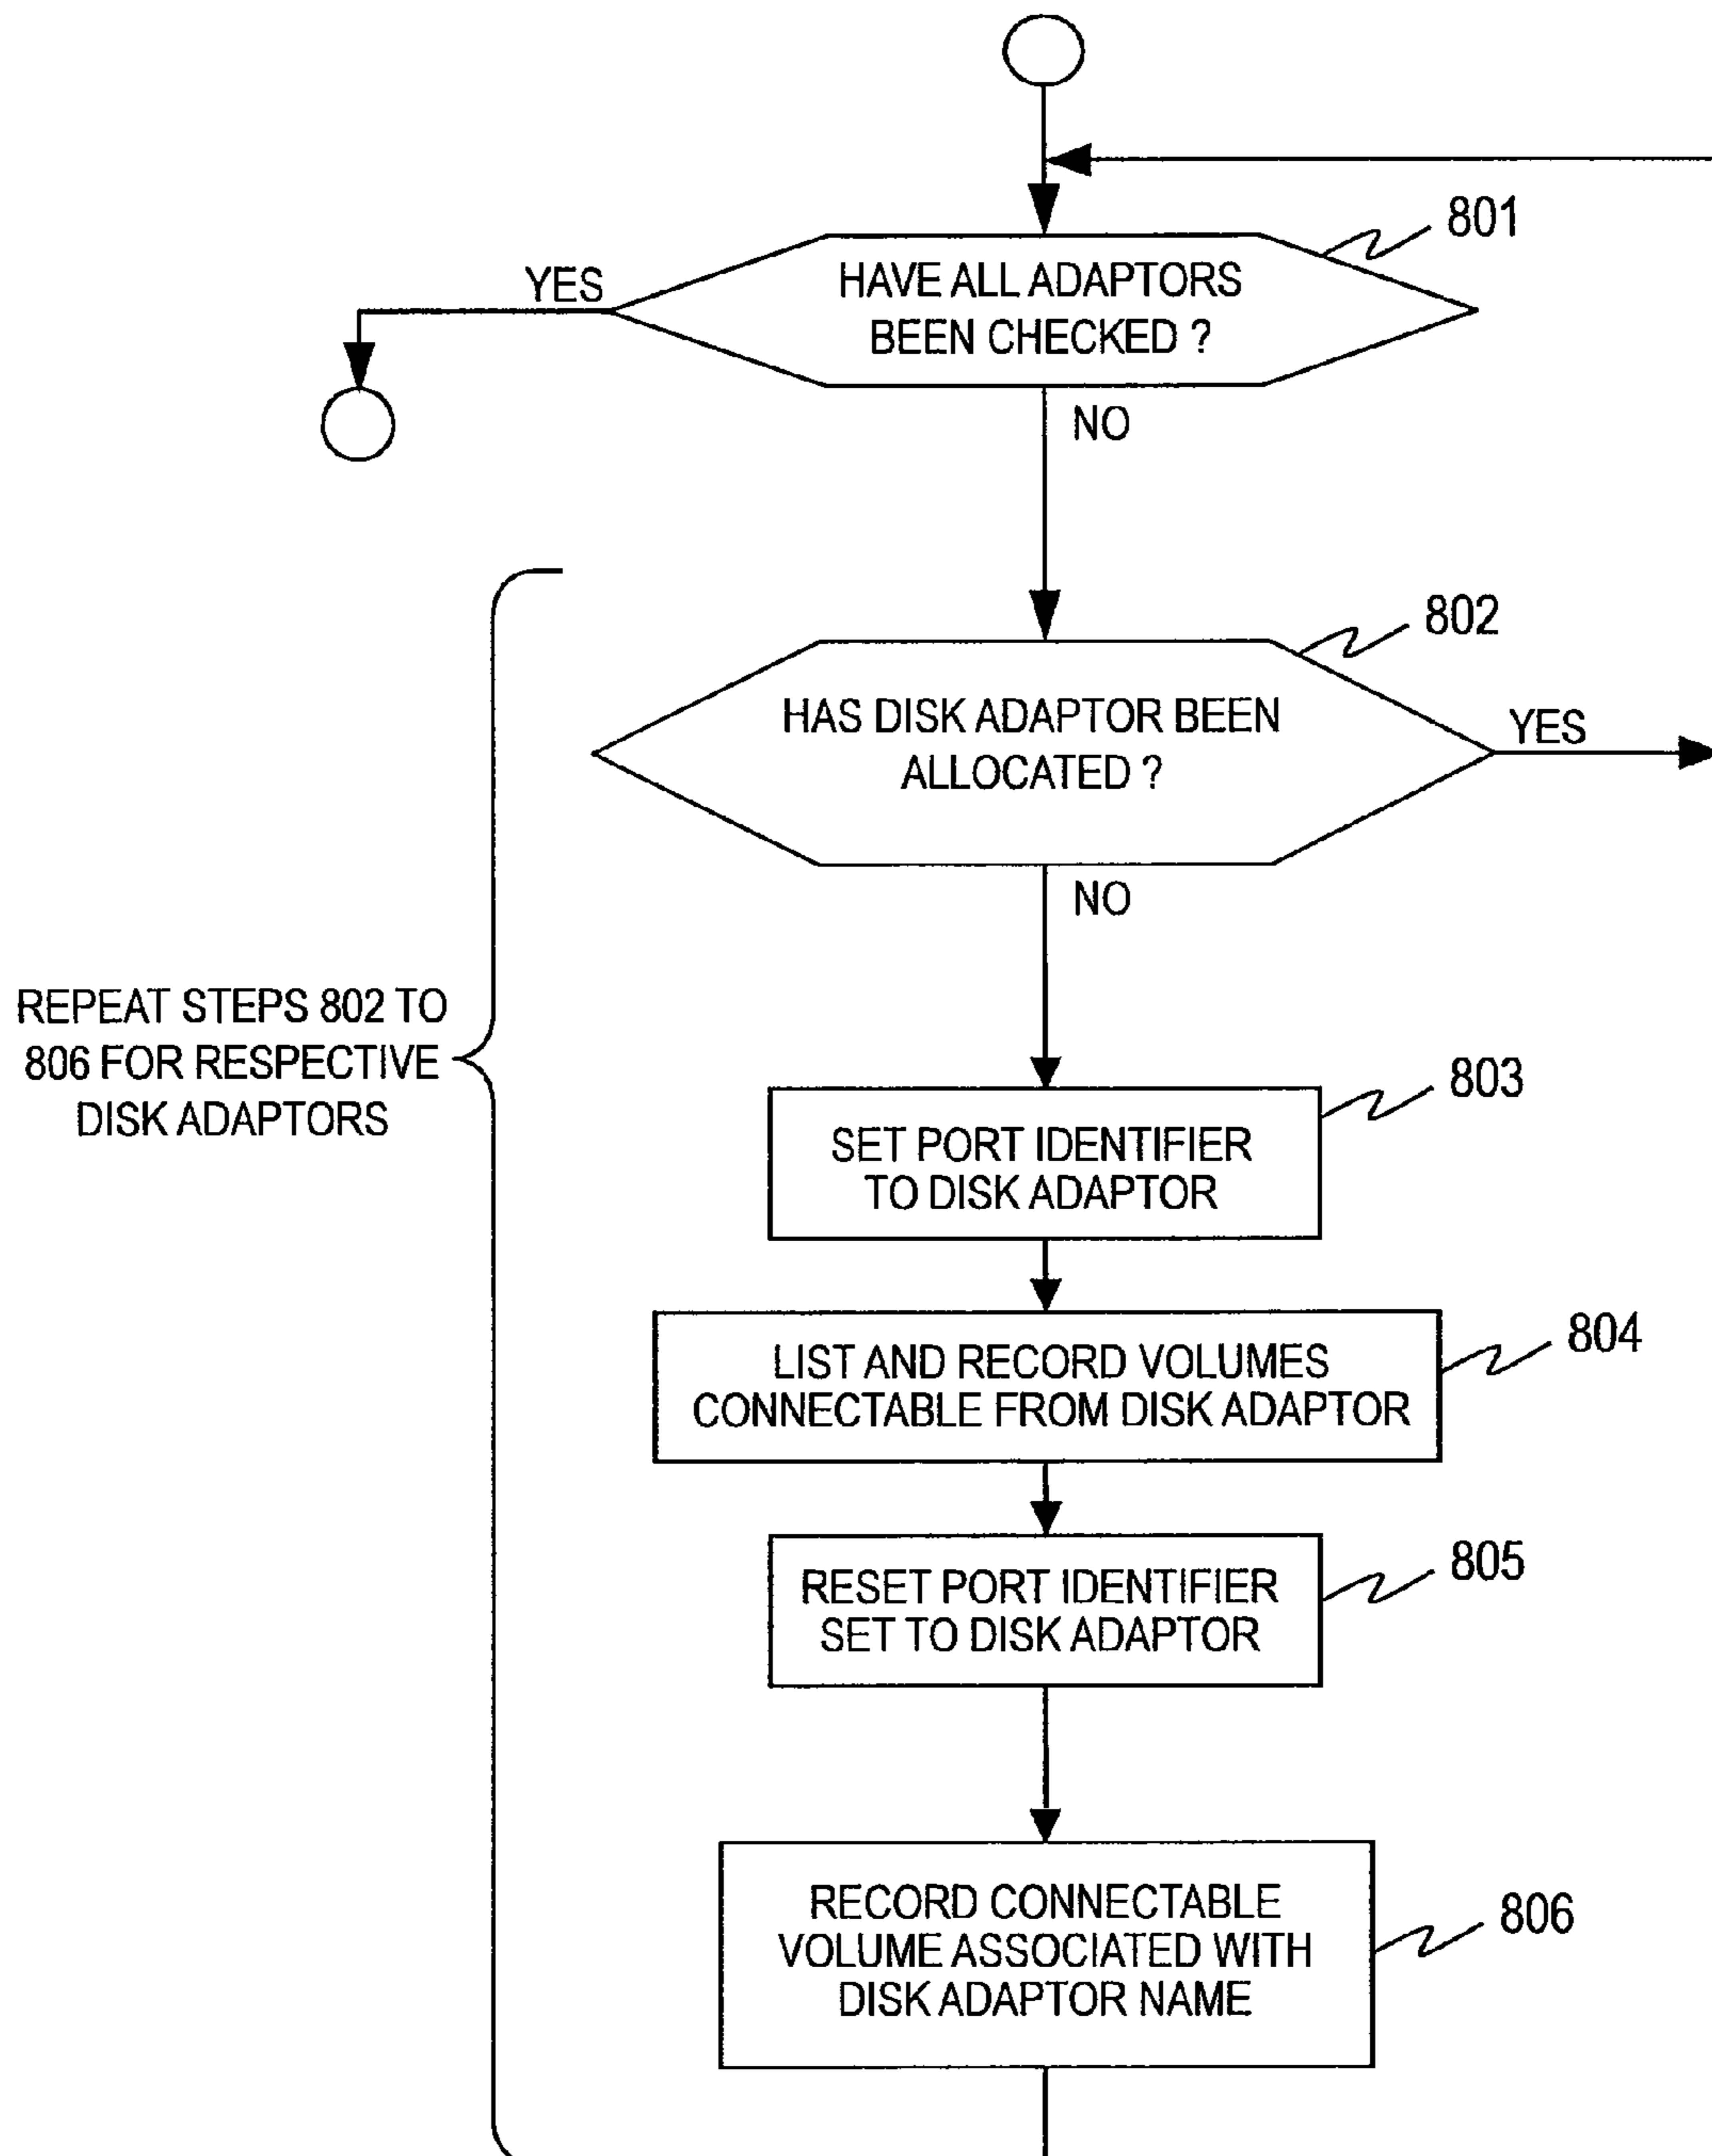 801
HAVE ALL ADAPTORS
BEEN CHECKED ?
YES
NO
802
HAS DISK ADAPTOR BEEN
ALLOCATED ?
YES
NO
REPEAT STEPS 802 TO
806 FOR RESPECTIVE
DISK ADAPTORS
803
SET PORT IDENTIFIER
TO DISK ADAPTOR
804
LIST AND RECORD VOLUMES
CONNECTABLE FROM DISK ADAPTOR
805
RESET PORT IDENTIFIER
SET TO DISK ADAPTOR
806
RECORD CONNECTABLE
VOLUME ASSOCIATED WITH
DISK ADAPTOR NAME